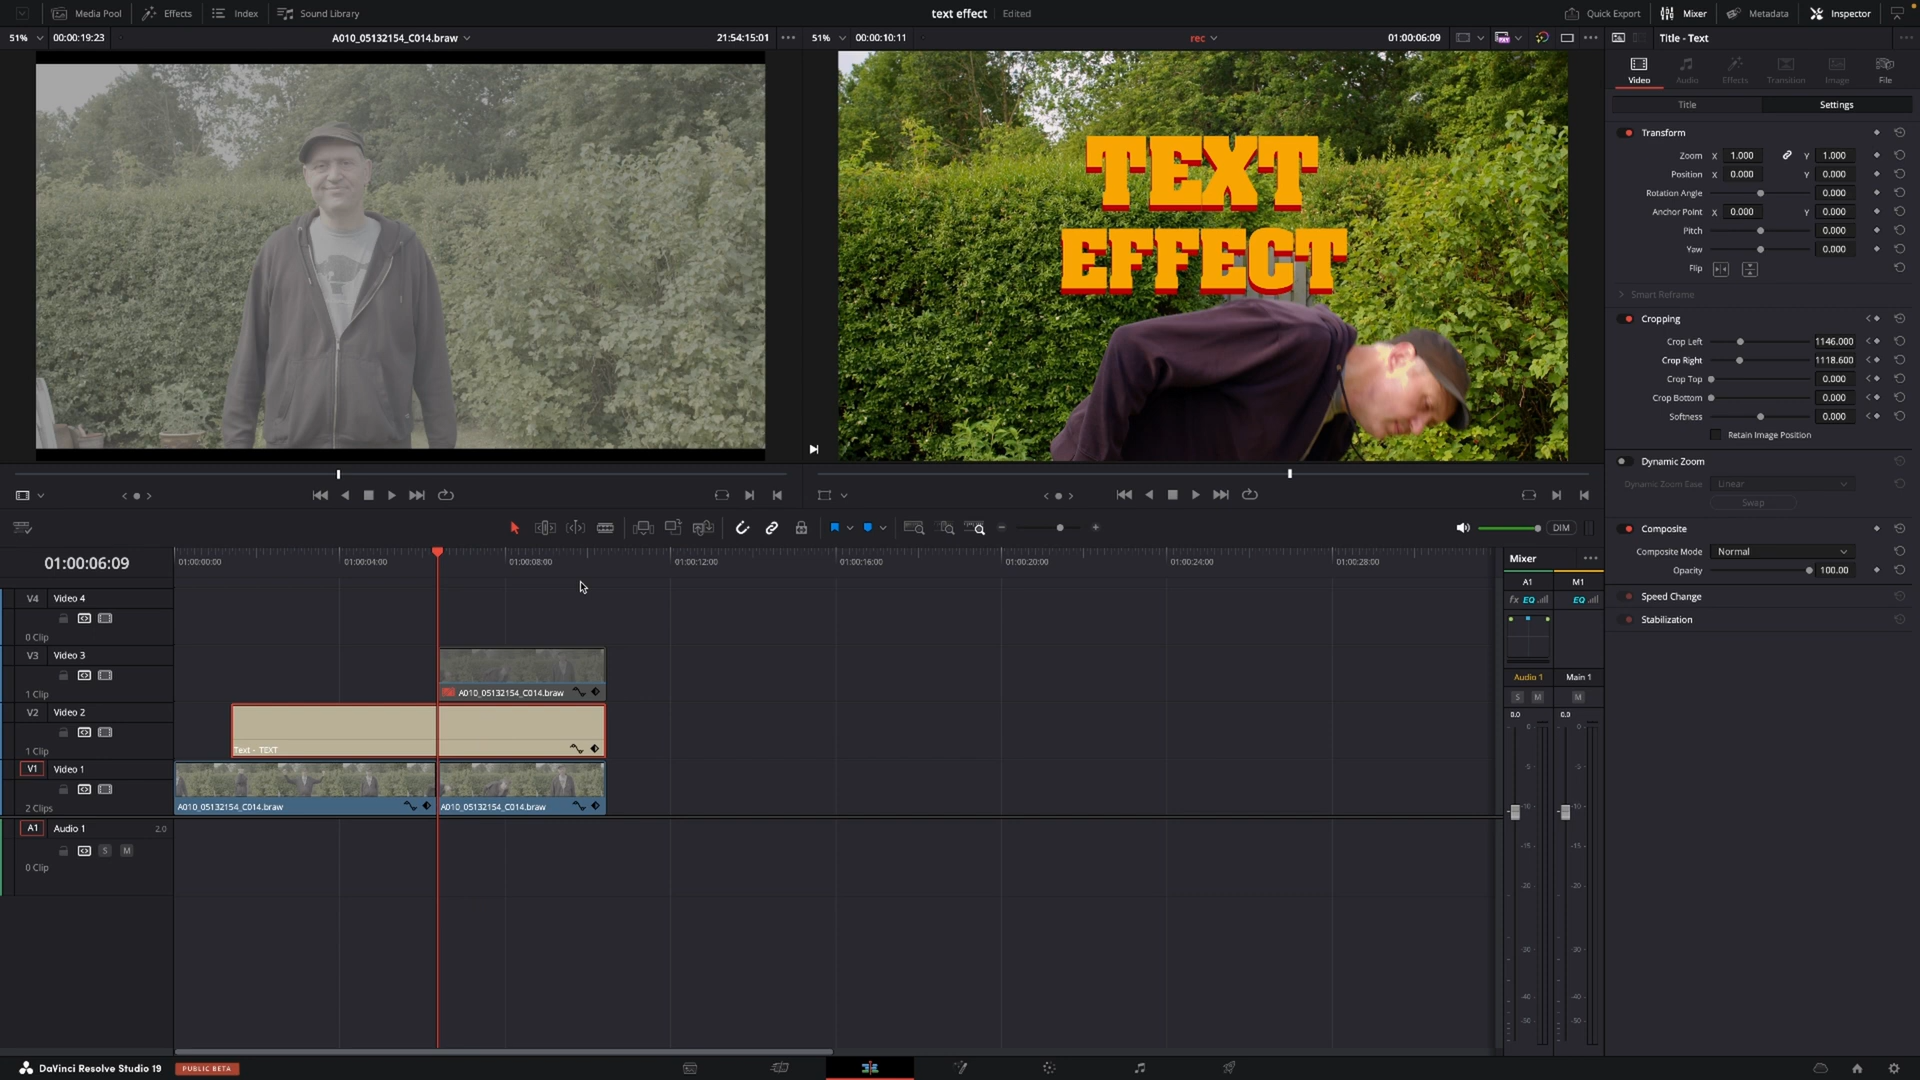 Media Pool Effects Index Sound Library text effect Edited Quick Export Mixer Metadata Inspector
51% 00:00:19:23 A010_05132154_C014.braw 21:54:15:01 51% 00:00:10:11 rec 01:00:06:09 Title - Text
Video Audio Effects Transition Image File
Title Settings
Transform
Zoom X 1.000 Y 1.000
Position X 0.000 Y 0.000
Rotation Angle 0.000
Anchor Point X 0.000 Y 0.000
Pitch 0.000
Yaw 0.000
Flip
Smart Reframe
Cropping
Crop Left 1146.000
Crop Right 1118.600
Crop Top 0.000
Crop Bottom 0.000
Softness 0.000
Retain Image Position
Dynamic Zoom
Dynamic Zoom Ease Linear
Swap
Composite
Composite Mode Normal
Opacity 100.00
Speed Change
Stabilization
TEXT
EFFECT
DIM
01:00:06:09 01:00:00:00 01:00:04:00 01:00:08:00 01:00:12:00 01:00:16:00 01:00:20:00 01:00:24:00 01:00:28:00
V4 Video 4
0 Clip
V3 Video 3
1 Clip A010_05132154_C014.braw
V2 Video 2
1 Clip Text - TEXT
V1 Video 1
2 Clips A010_05132154_C014.braw A010_05132154_C014.braw
A1 Audio 1 2.0
S M
0 Clip
Mixer
A1 M1
fx EQ EQ
Audio 1 Main 1
S M M
0.0 0.0
0
-5
-10
-15
-20
-30
-40
-50
DaVinci Resolve Studio 19 PUBLIC BETA